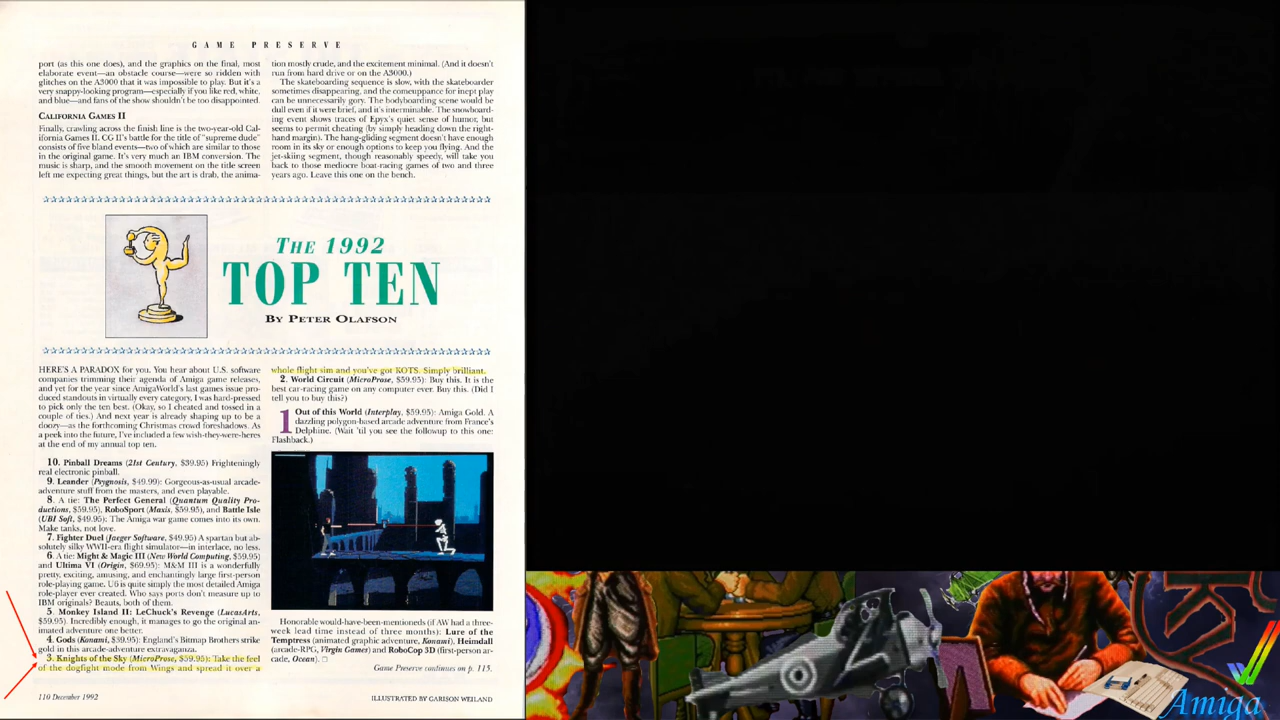 GAME PRESERVE
port (as this one does), and the graphics on the final, most
elaborate event—an obstacle course—were so ridden with
glitches on the A3000 that it was impossible to play. But it's a
very snappy-looking program—especially if you like red, white,
and blue—and fans of the show shouldn't be too disappointed.
CALIFORNIA GAMES II
Finally, crawling across the finish line is the two-year-old Cal-
ifornia Games II. CG II's battle for the title of "supreme dude"
consists of five bland events—two of which are similar to those
in the original game. It's very much an IBM conversion. The
music is sharp, and the smooth movement on the title screen
left me expecting great things, but the art is drab, the anima-
tion mostly crude, and the excitement minimal. (And it doesn't
run from hard drive or on the A3000.)
The skateboarding sequence is slow, with the skateboarder
sometimes disappearing, and the comeuppance for inept play
can be unnecessarily gory. The bodyboarding scene would be
dull even if it were brief, and it's interminable. The snowboard-
ing event shows traces of Epyx's quiet sense of humor, but
seems to permit cheating (by simply heading down the right-
hand margin). The hang-gliding segment doesn't have enough
room in its sky or enough options to keep you flying. And the
jet-skiing segment, though reasonably speedy, will take you
back to those mediocre boat-racing games of two and three
years ago. Leave this one on the bench.
THE 1992
TOP TEN
BY PETER OLAFSON
HERE'S A PARADOX for you. You hear about U.S. software
companies trimming their agenda of Amiga game releases,
and yet for the year since AmigaWorld's last games issue pro-
duced standouts in virtually every category, I was hard-pressed
to pick only the ten best. (Okay, so I cheated and tossed in a
couple of ties.) And next year is already shaping up to be a
doozy—as the forthcoming Christmas crowd foreshadows. As
a peek into the future, I've included a few wish-they-were-heres
at the end of my annual top ten.
10. Pinball Dreams (21st Century, $39.95) Frighteningly
real electronic pinball.
9. Leander (Psygnosis, $49.99): Gorgeous-as-usual arcade-
adventure stuff from the masters, and even playable.
8. A tie: The Perfect General (Quantum Quality Pro-
ductions, $59.95), RoboSport (Maxis, $59.95), and Battle Isle
(UBI Soft, $49.95): The Amiga war game comes into its own.
Make tanks, not love.
7. Fighter Duel (Jaeger Software, $49.95) A spartan but ab-
solutely silky WWII-era flight simulator—in interlace, no less.
6. A tie: Might & Magic III (New World Computing, $59.95)
and Ultima VI (Origin, $69.95): M&M III is a wonderfully
pretty, exciting, amusing, and enchantingly large first-person
role-playing game. U6 is quite simply the most detailed Amiga
role-player ever created. Who says ports don't measure up to
IBM originals? Beauts, both of them.
5. Monkey Island II: LeChuck's Revenge (LucasArts,
$59.95). Incredibly enough, it manages to go the original an-
imated adventure one better.
4. Gods (Konami, $39.95): England's Bitmap Brothers strike
gold in this arcade-adventure extravaganza.
3. Knights of the Sky (MicroProse, $59.95): Take the feel
of the dogfight mode from Wings and spread it over a
whole flight sim and you've got KOTS. Simply brilliant.
2. World Circuit (MicroProse, $59.95): Buy this. It is the
best car-racing game on any computer ever. Buy this. (Did I
tell you to buy this?)
1 Out of this World (Interplay, $59.95): Amiga Gold. A
dazzling polygon-based arcade adventure from France's
Delphine. (Wait 'til you see the followup to this one:
Flashback.)
Honorable would-have-been-mentioneds (if AW had a three-
week lead time instead of three months): Lure of the
Temptress (animated graphic adventure, Konami), Heimdall
(arcade-RPG, Virgin Games) and RoboCop 3D (first-person ar-
cade, Ocean). □
Game Preserve continues on p. 115.
110 December 1992
ILLUSTRATED BY GARISON WEILAND
Amiga